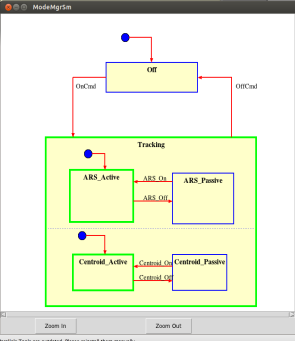 ModeMgrSm
Off
OnCmd
OffCmd
Tracking
ARS_Active
ARS_On
ARS_Passive
ARS_Off
Centroid_Active
Centroid_On
Centroid_Passive
Centroid_Off
Zoom In
Zoom Out